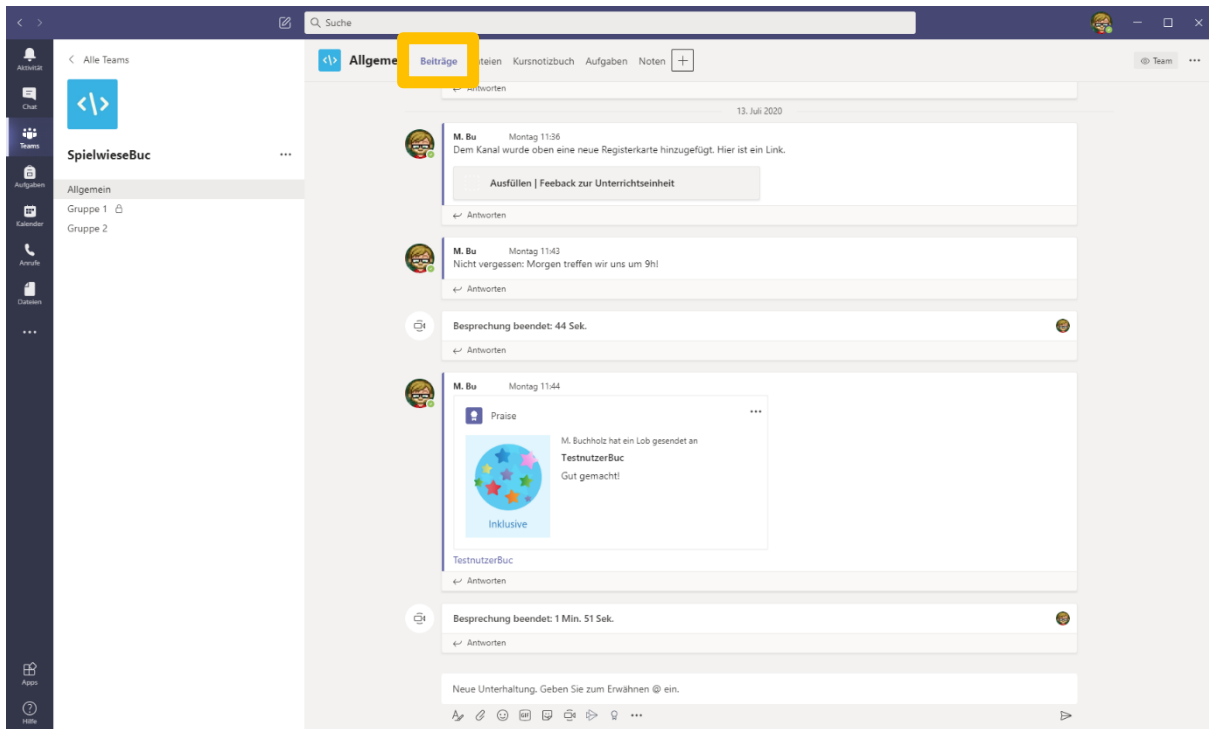 Suche
Aktivität
Chat
Teams
Aufgaben
Kalender
Anrufe
Dateien
Apps
Hilfe
Alle Teams
SpielwieseBuc
Allgemein
Gruppe 1
Gruppe 2
Allgeme Beiträge teien Kursnotizbuch Aufgaben Noten
Team
Antworten
13. Juli 2020
M. Bu Montag 11:36
Dem Kanal wurde oben eine neue Registerkarte hinzugefügt. Hier ist ein Link.
Ausfüllen | Feeback zur Unterrichtseinheit
Antworten
M. Bu Montag 11:43
Nicht vergessen: Morgen treffen wir uns um 9h!
Antworten
Besprechung beendet: 44 Sek.
Antworten
M. Bu Montag 11:44
Praise
M. Buchholz hat ein Lob gesendet an
TestnutzerBuc
Gut gemacht!
Inklusive
TestnutzerBuc
Antworten
Besprechung beendet: 1 Min. 51 Sek.
Antworten
Neue Unterhaltung. Geben Sie zum Erwähnen @ ein.
GIF